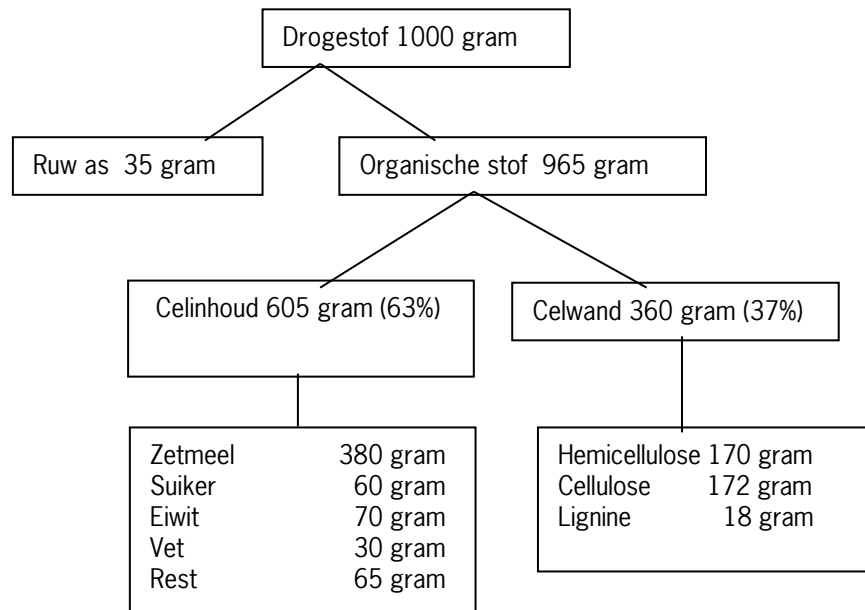 Drogestof 1000 gram
Ruw as 35 gram
Organische stof 965 gram
Celinhoud 605 gram (63%)
Celwand 360 gram (37%)
Zetmeel 380 gram
Suiker 60 gram
Eiwit 70 gram
Vet 30 gram
Rest 65 gram
Hemicellulose 170 gram
Cellulose 172 gram
Lignine 18 gram